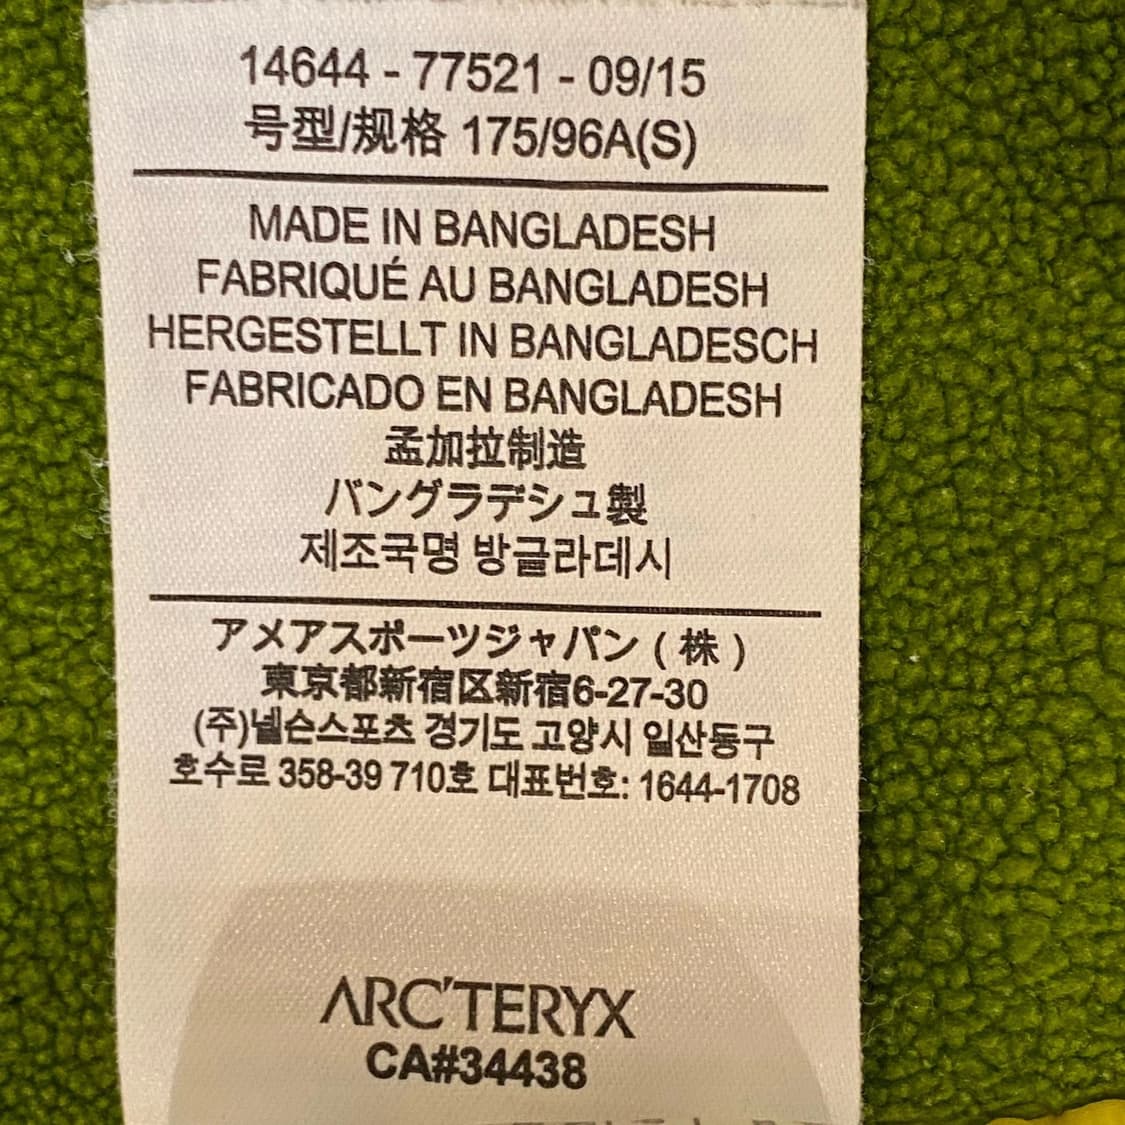 14644 - 77521 - 09/15
号型/规格 175/96A(S)
MADE IN BANGLADESH
FABRIQUÉ AU BANGLADESH
HERGESTELLT IN BANGLADESCH
FABRICADO EN BANGLADESH
孟加拉制造
バングラデシュ製
제조국명 방글라데시
アメアスポーツジャパン ( 株 )
東京都新宿区新宿6-27-30
(주)넬슨스포츠 경기도 고양시 일산동구
호수로 358-39 710호 대표번호: 1644-1708
ARC'TERYX
CA#34438